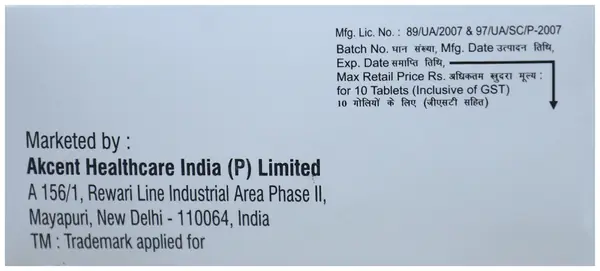 Mfg. Lic. No. : 89/UA/2007 & 97/UA/SC/P-2007
Batch No. घान संख्या, Mfg. Date उत्पादन तिथि,
Exp. Date समाप्ति तिथि,
Max Retail Price Rs. अधिकतम खुदरा मूल्य :
for 10 Tablets (Inclusive of GST)
10 गोलियों के लिए (जीएसटी सहित)
Marketed by :
Akcent Healthcare India (P) Limited
A 156/1, Rewari Line Industrial Area Phase II,
Mayapuri, New Delhi - 110064, India
TM : Trademark applied for